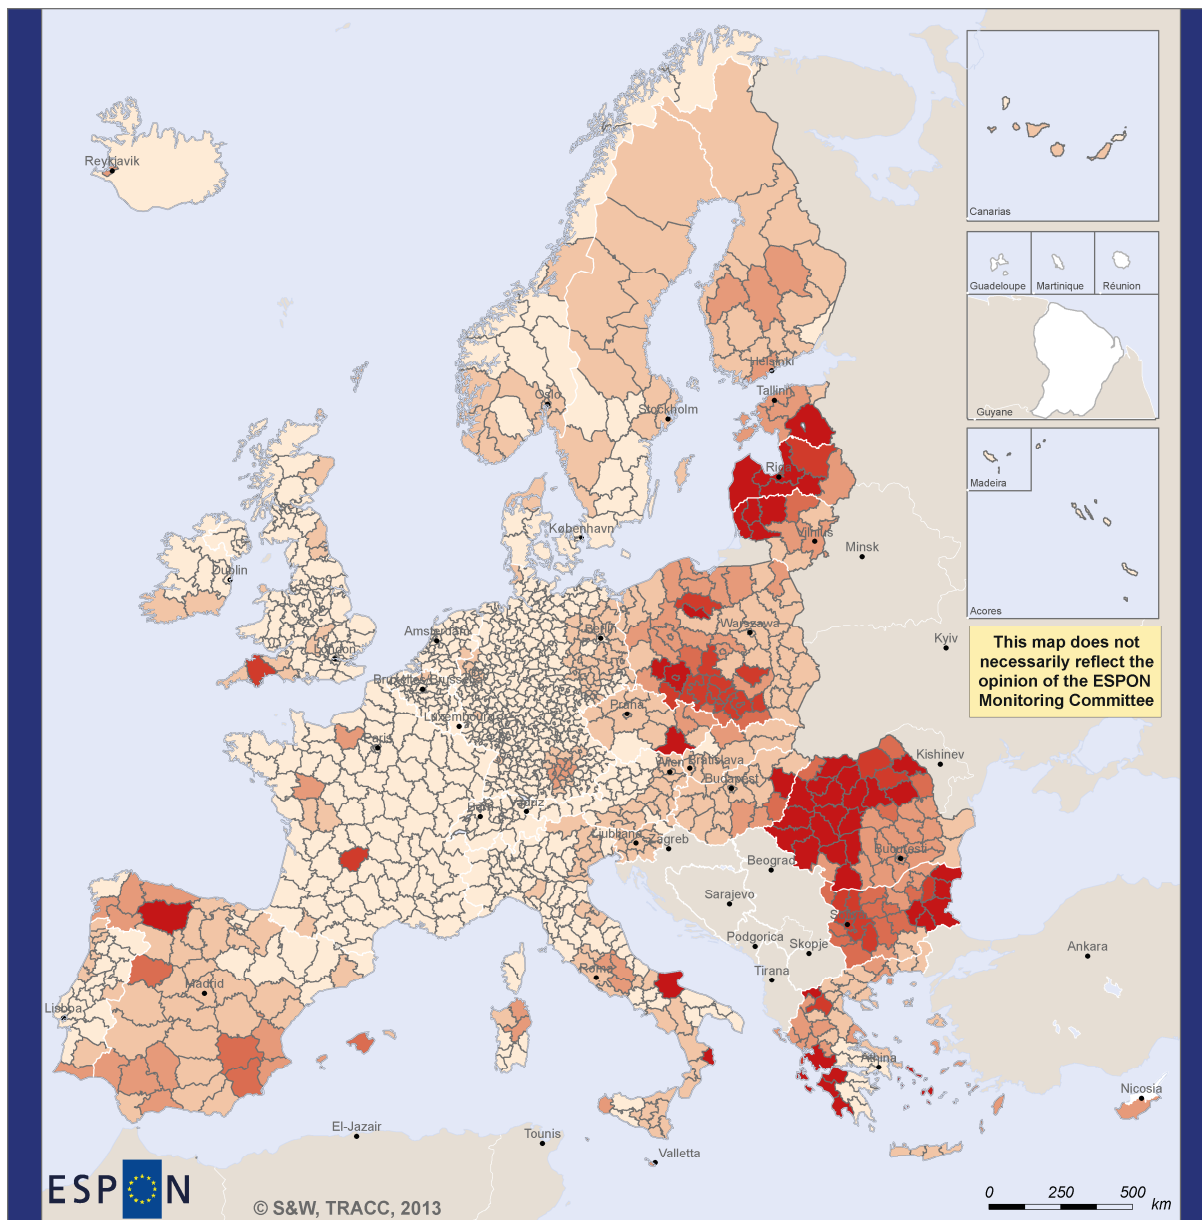 Reykjavik
Canarias
Guadeloupe
Martinique
Réunion
Guyane
Helsinki
Tallinn
Oslo
Stockholm
Riga
Madeira
København
Vilnius
Minsk
Dublin
Acores
Amsterdam
Berlin
Warszawa
London
Kyiv
This map does not
necessarily reflect the
opinion of the ESPON
Monitoring Committee
Bruxelles/Brussel
Praha
Luxembourg
Paris
Kishinev
Wien
Bratislava
Budapest
Bern
Vaduz
Ljubljana
Zagreb
Bucuresti
Beograd
Sarajevo
Podgorica
Skopje
Ankara
Roma
Tirana
Madrid
Lisboa
Athina
Nicosia
El-Jazair
Tounis
Valletta
ESPON
© S&W, TRACC, 2013
0 250 500
km